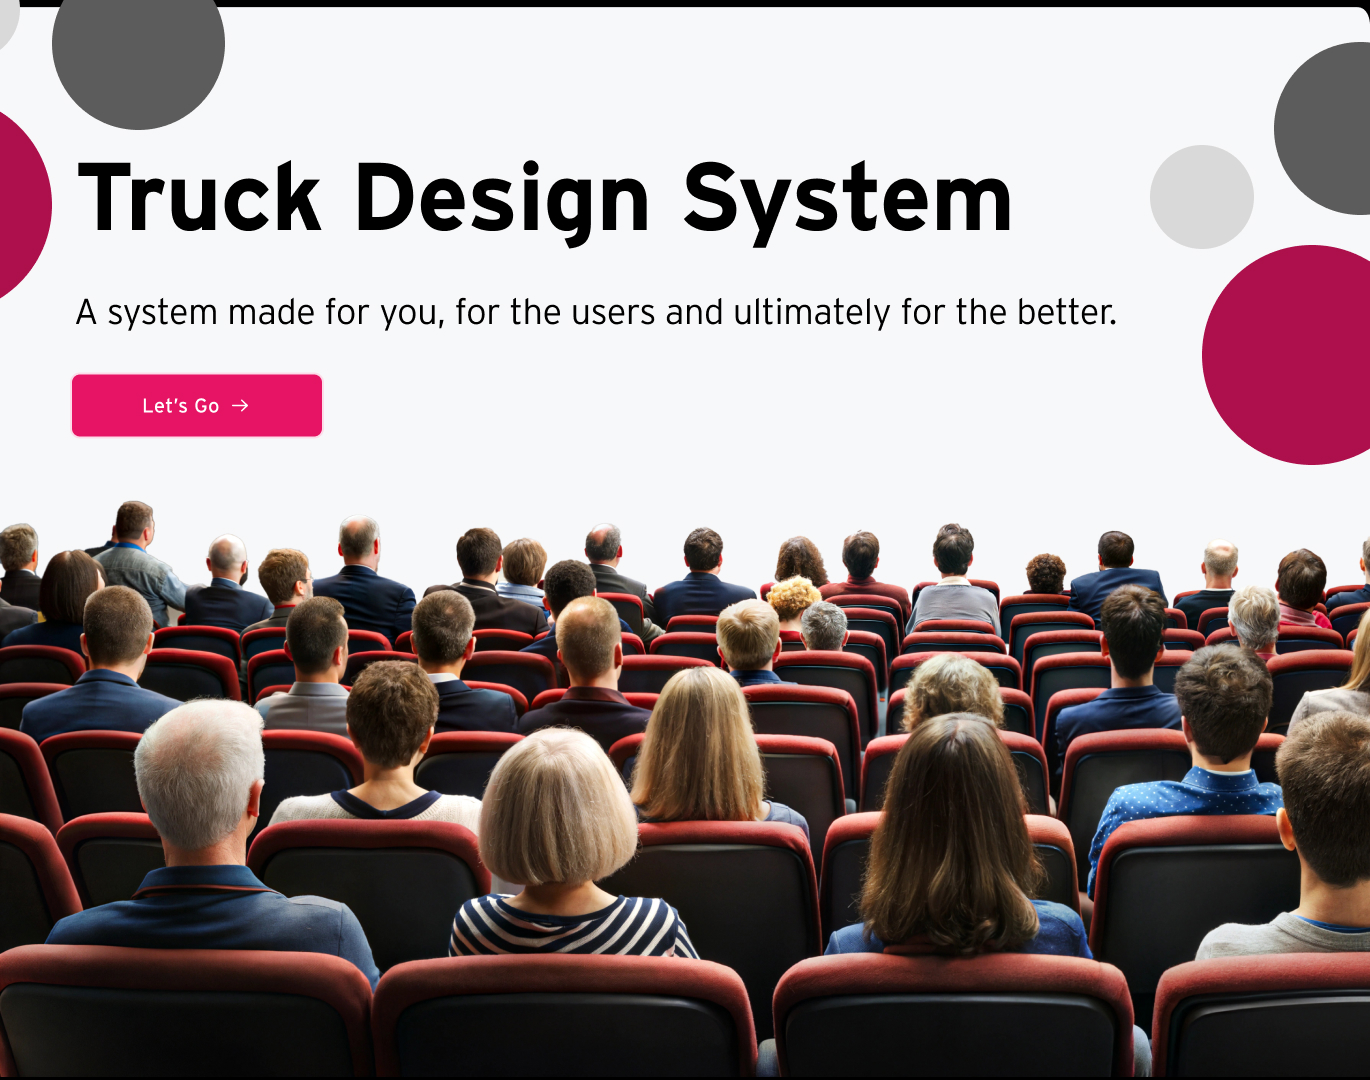 Truck Design System
A system made for you, for the users and ultimately for the better.
Let's Go →